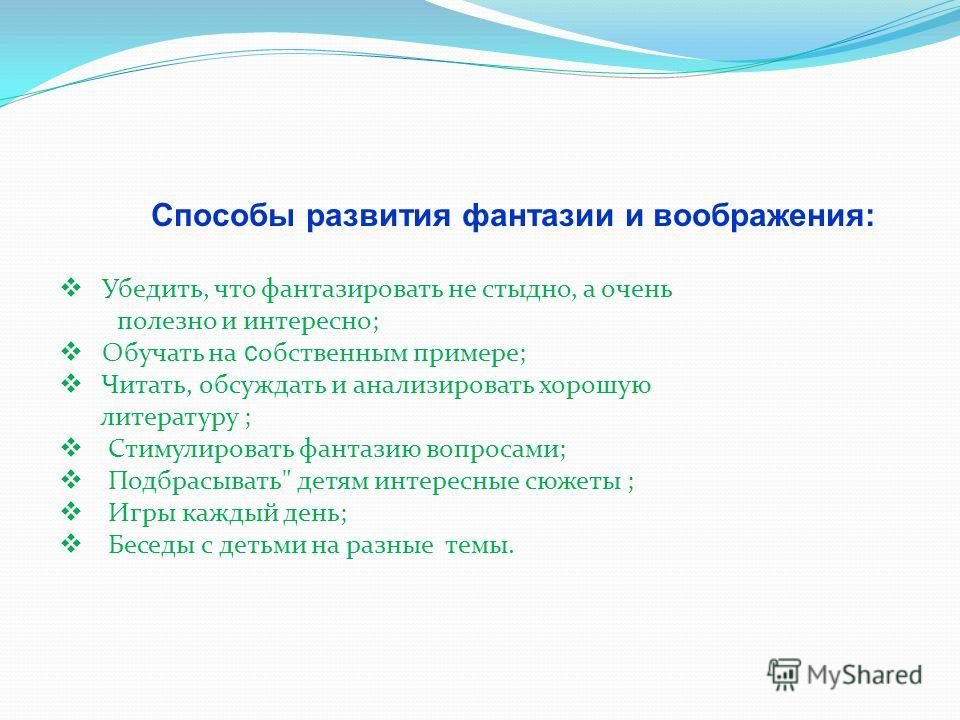 Способы развития фантазии и воображения:
❖ Убедить, что фантазировать не стыдно, а очень
полезно и интересно;
❖ Обучать на собственным примере;
❖ Читать, обсуждать и анализировать хорошую
литературу ;
❖ Стимулировать фантазию вопросами;
❖ Подбрасывать" детям интересные сюжеты ;
❖ Игры каждый день;
❖ Беседы с детьми на разные темы.
MyShared